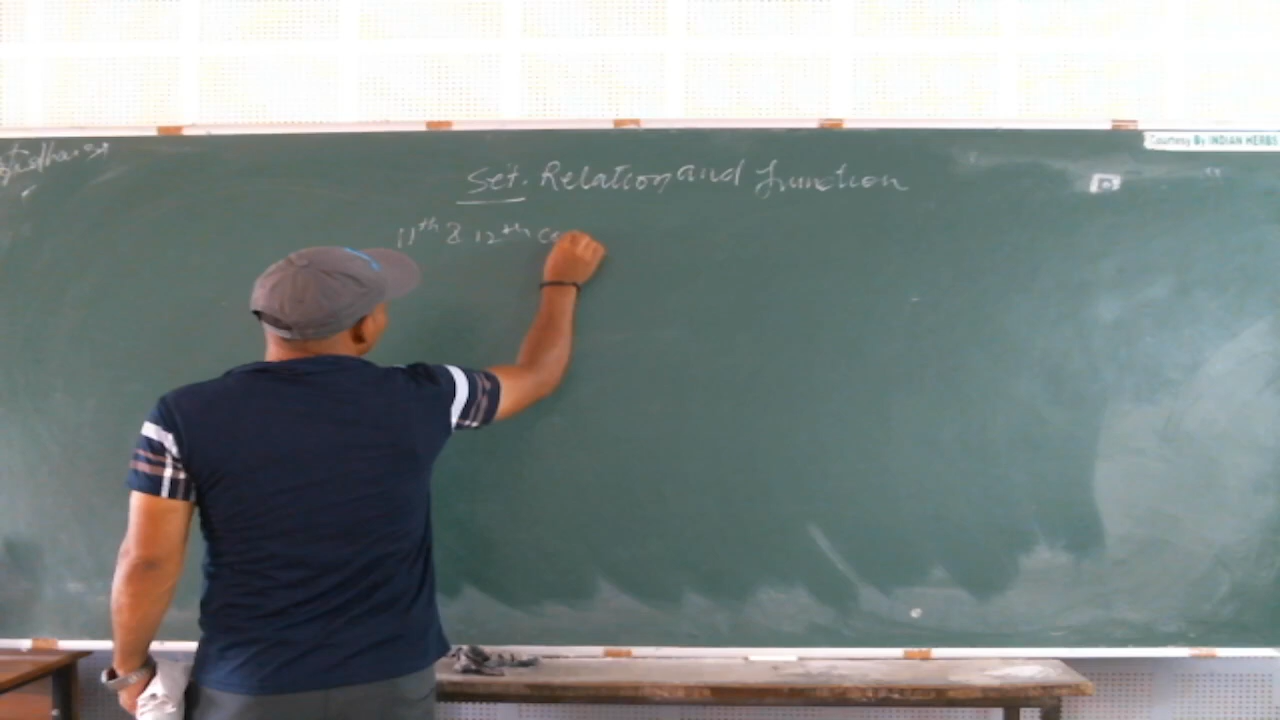 Set. Relation and function
11th & 12th
Courtesy By INDIAN HERBS